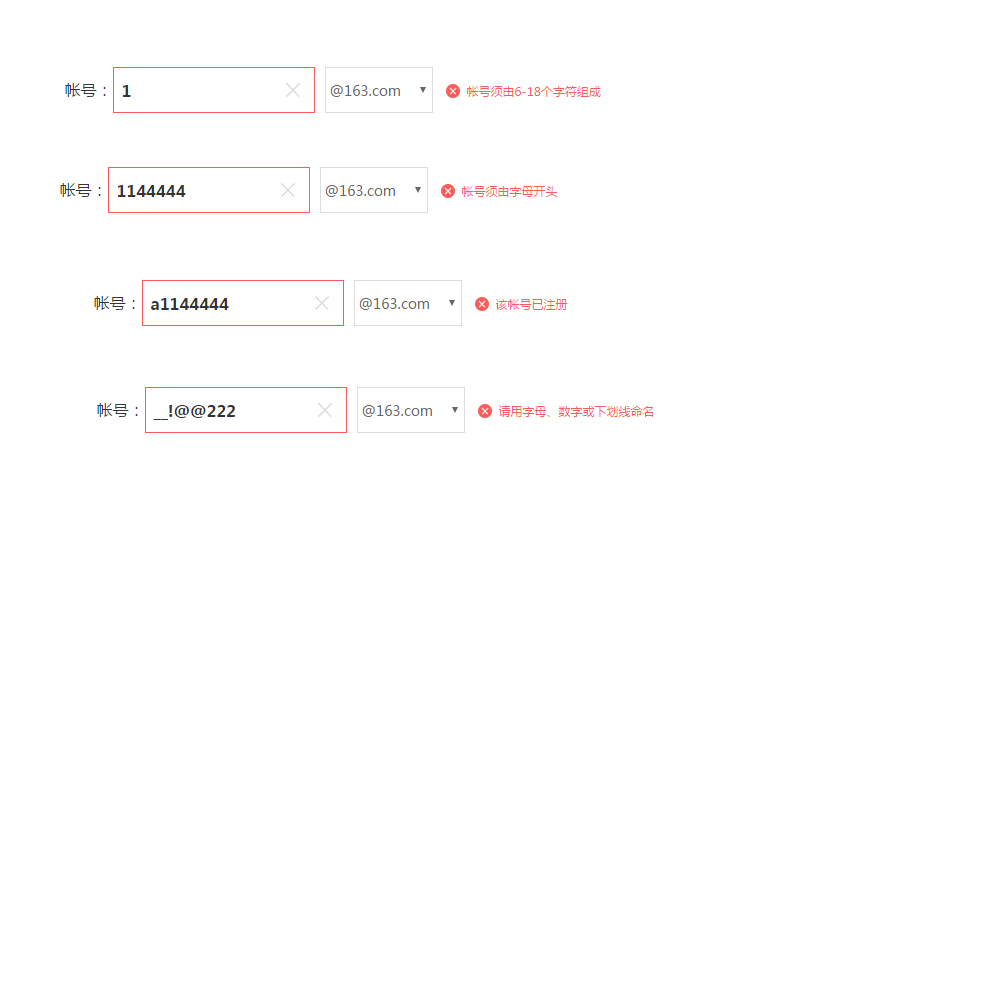 帐号： 1 @163.com 帐号须由6-18个字符组成
帐号： 1144444 @163.com 帐号须由字母开头
帐号： a1144444 @163.com 该帐号已注册
帐号： __!@@222 @163.com 请用字母、数字或下划线命名